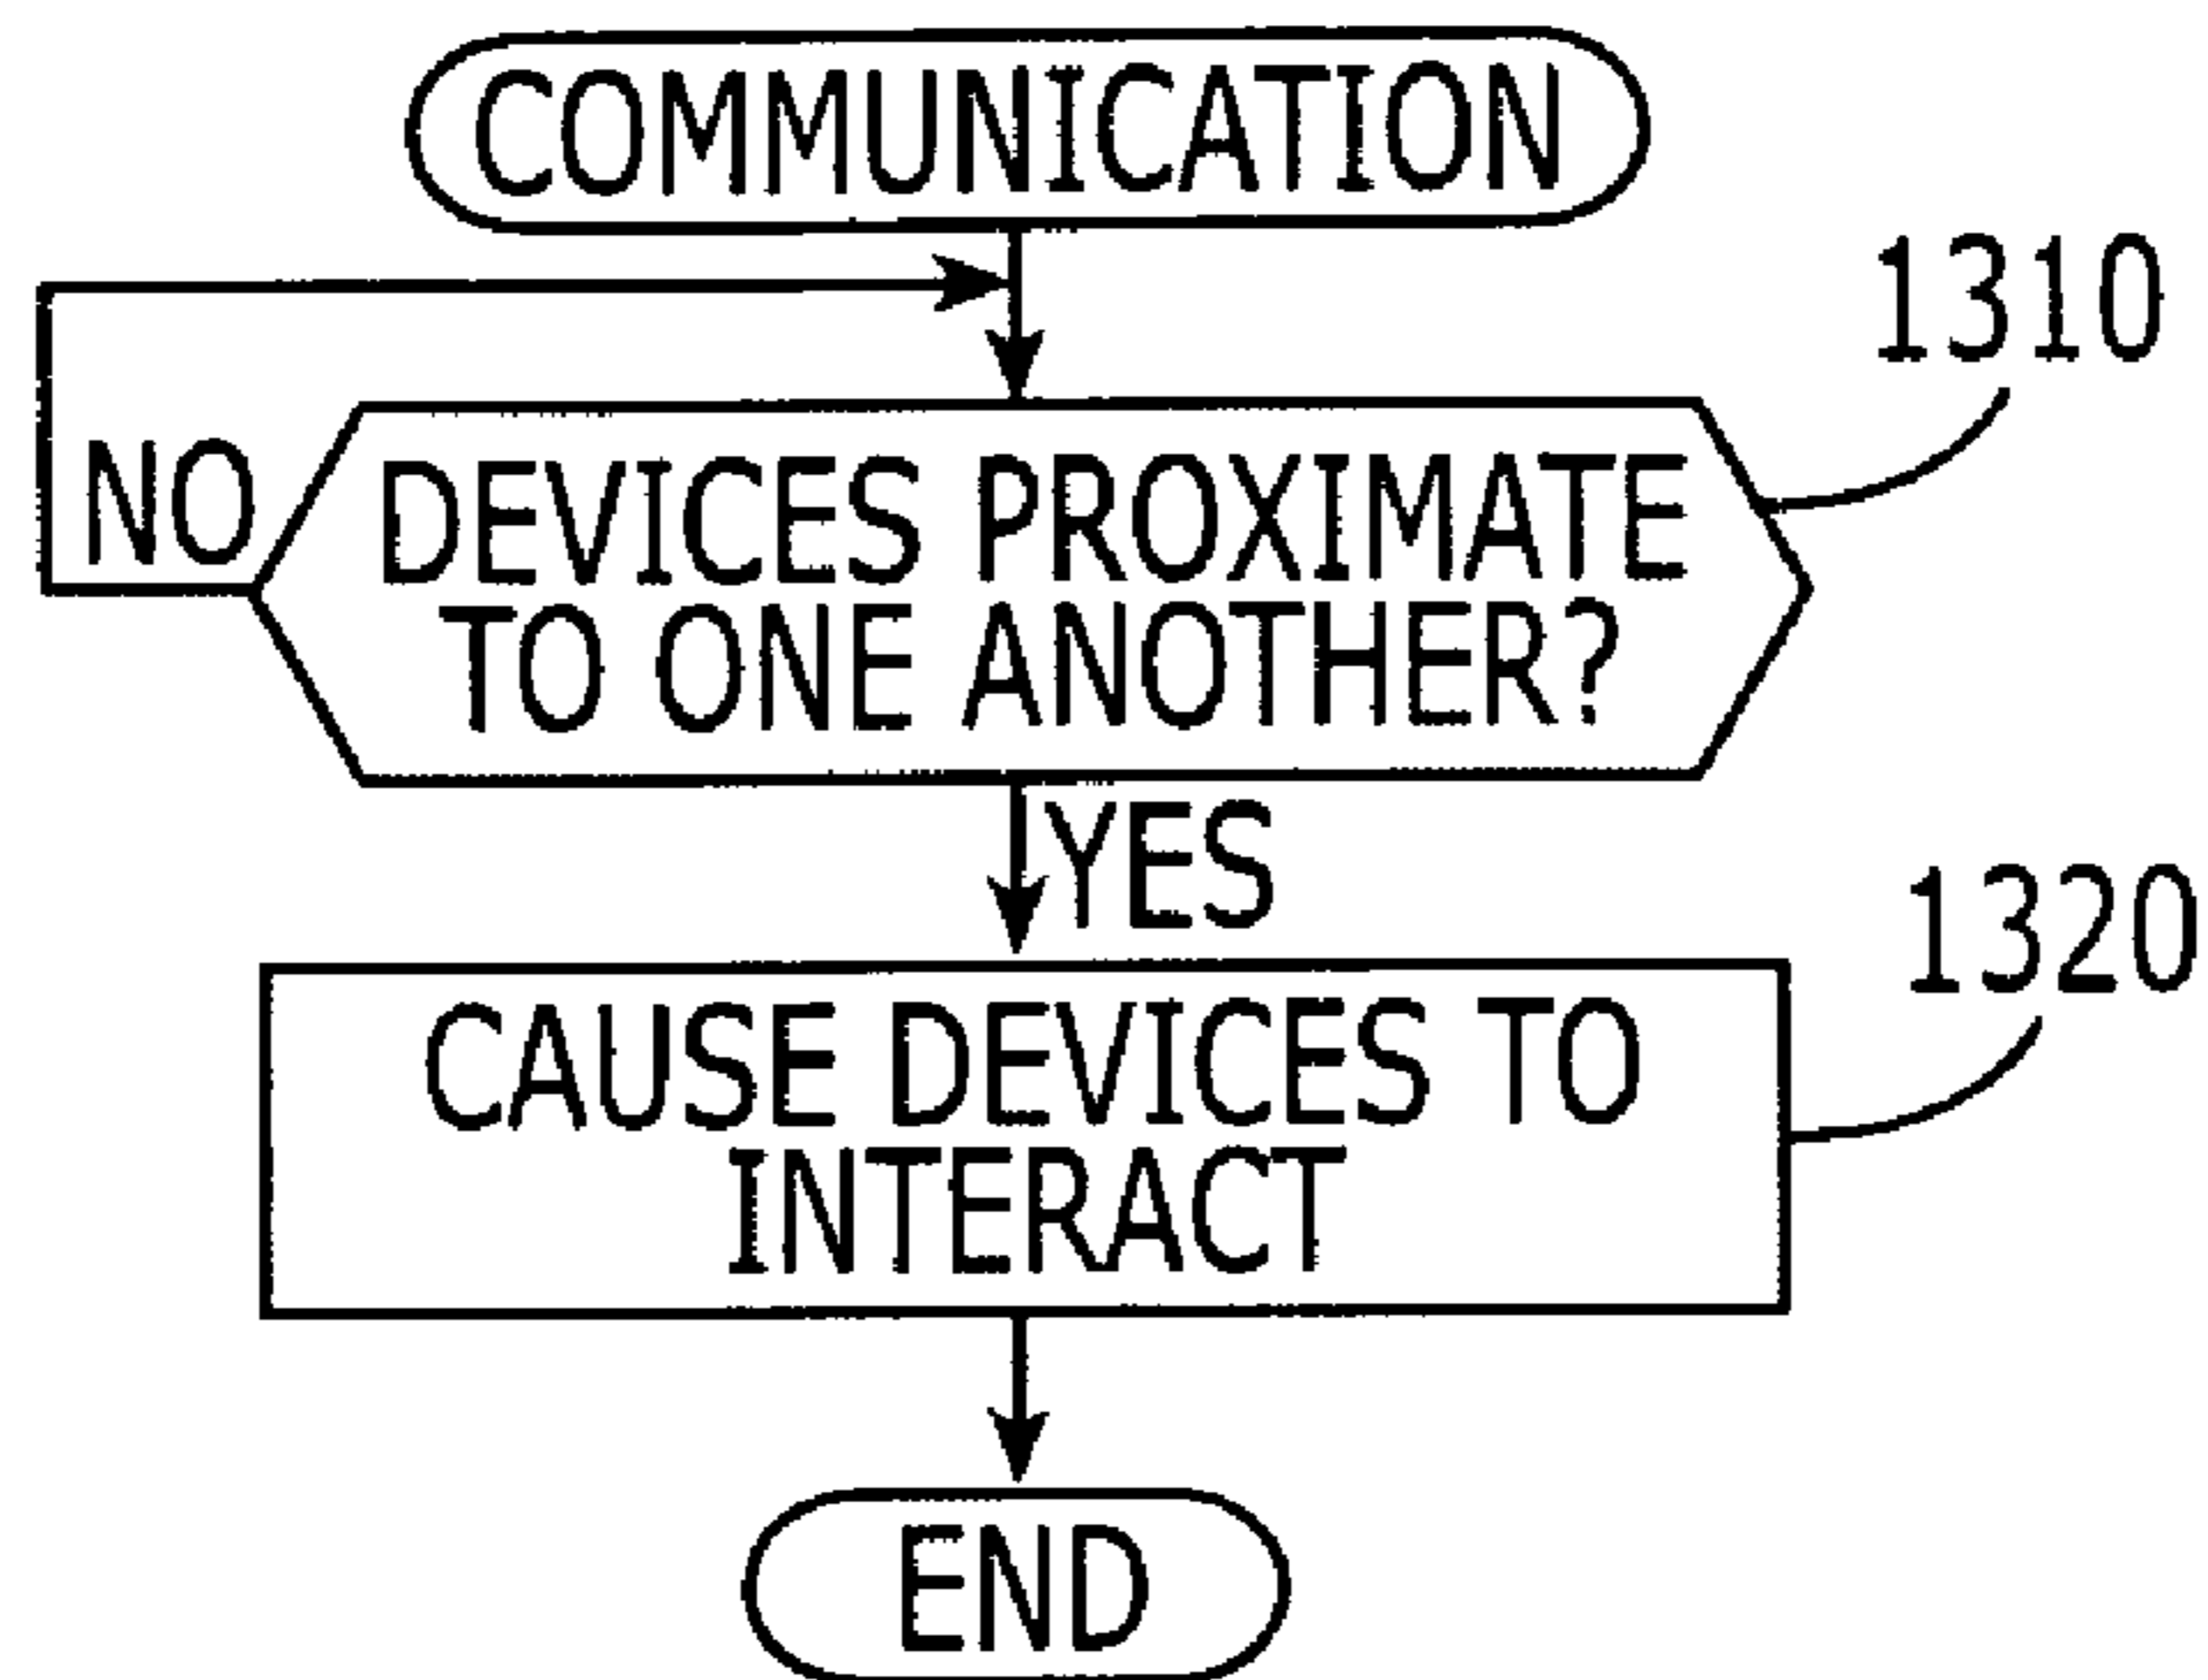 COMMUNICATION
1310
NO
DEVICES PROXIMATE
TO ONE ANOTHER?
YES
1320
CAUSE DEVICES TO
INTERACT
END